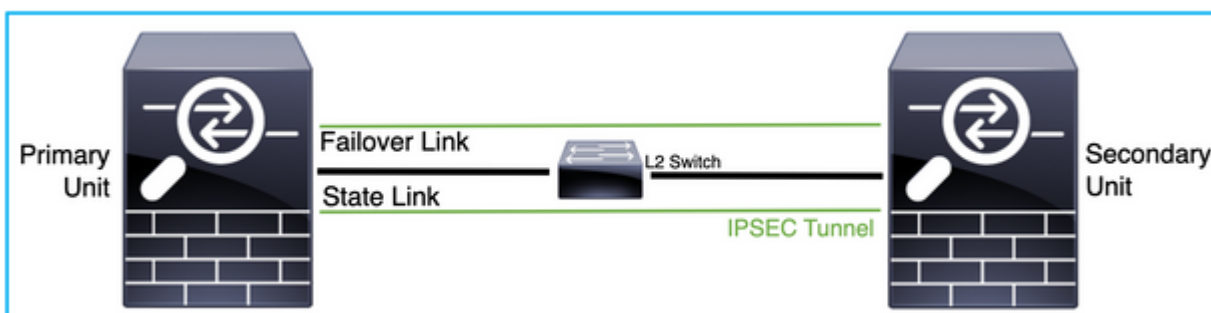 Primary
Unit
Failover Link
State Link
L2 Switch
IPSEC Tunnel
Secondary
Unit